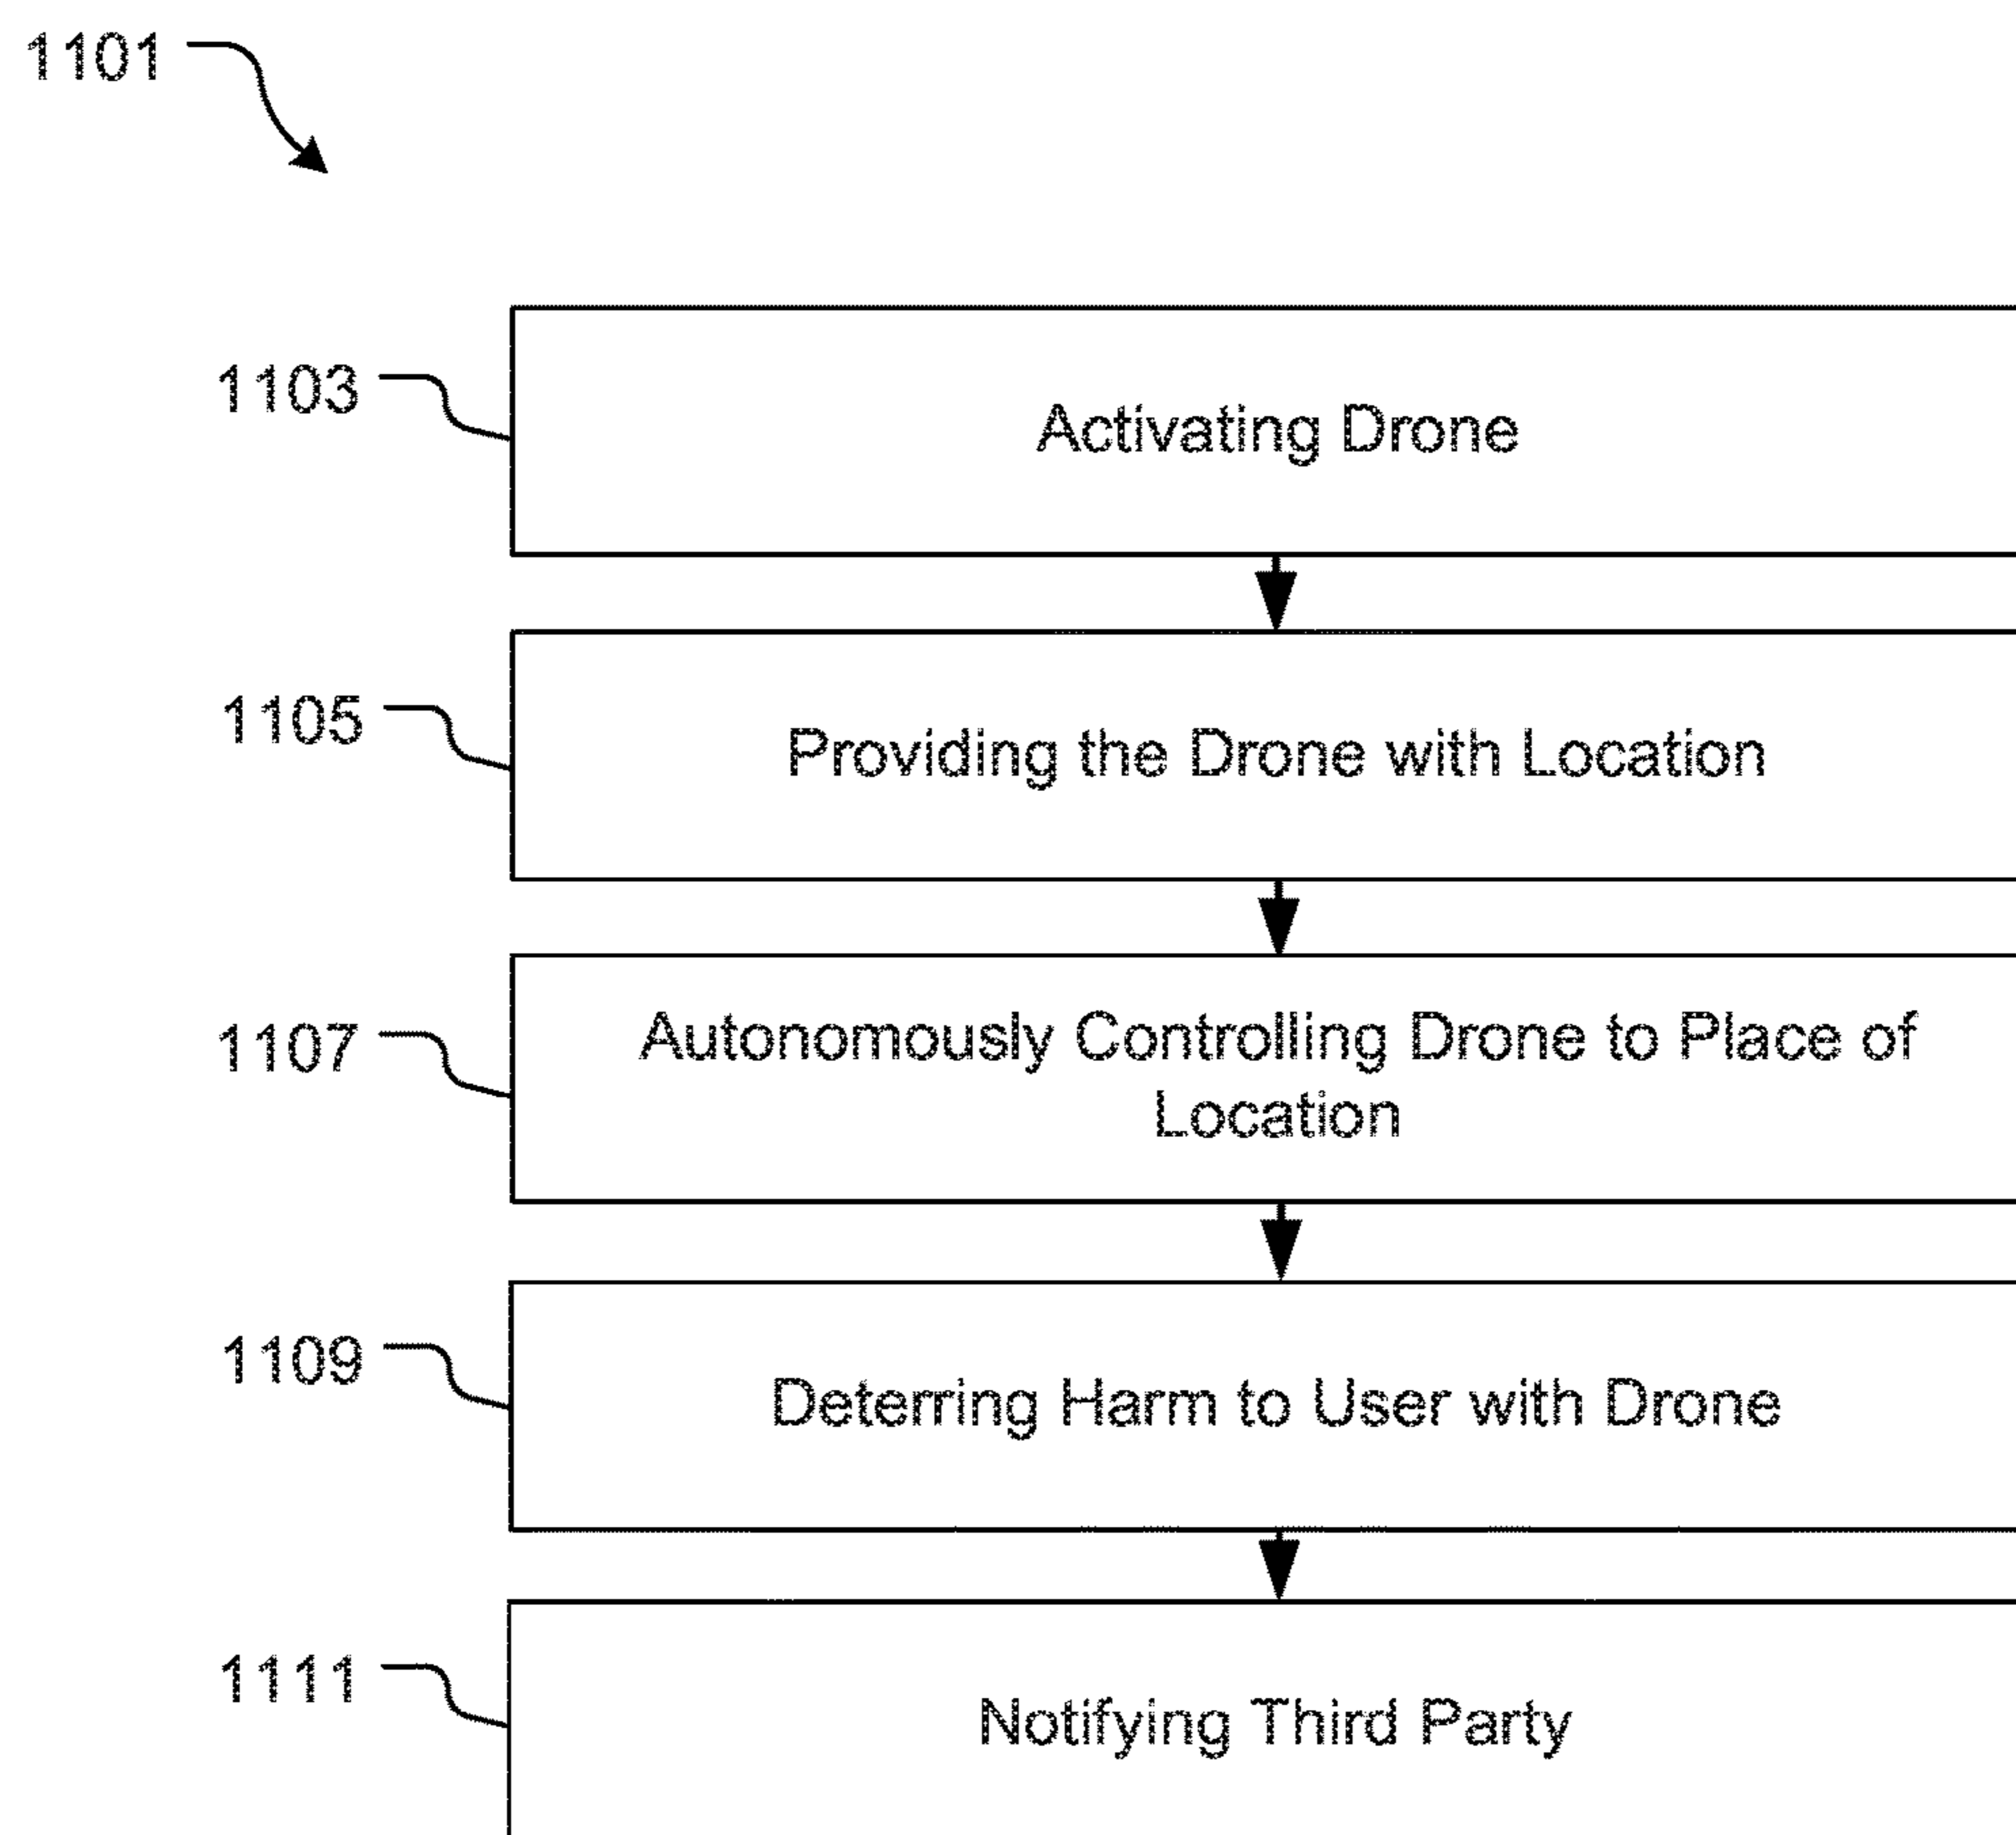 1101
1103
Activating Drone
1105
Providing the Drone with Location
1107
Autonomously Controlling Drone to Place of
Location
1109
Deterring Harm to User with Drone
1111
Notifying Third Party